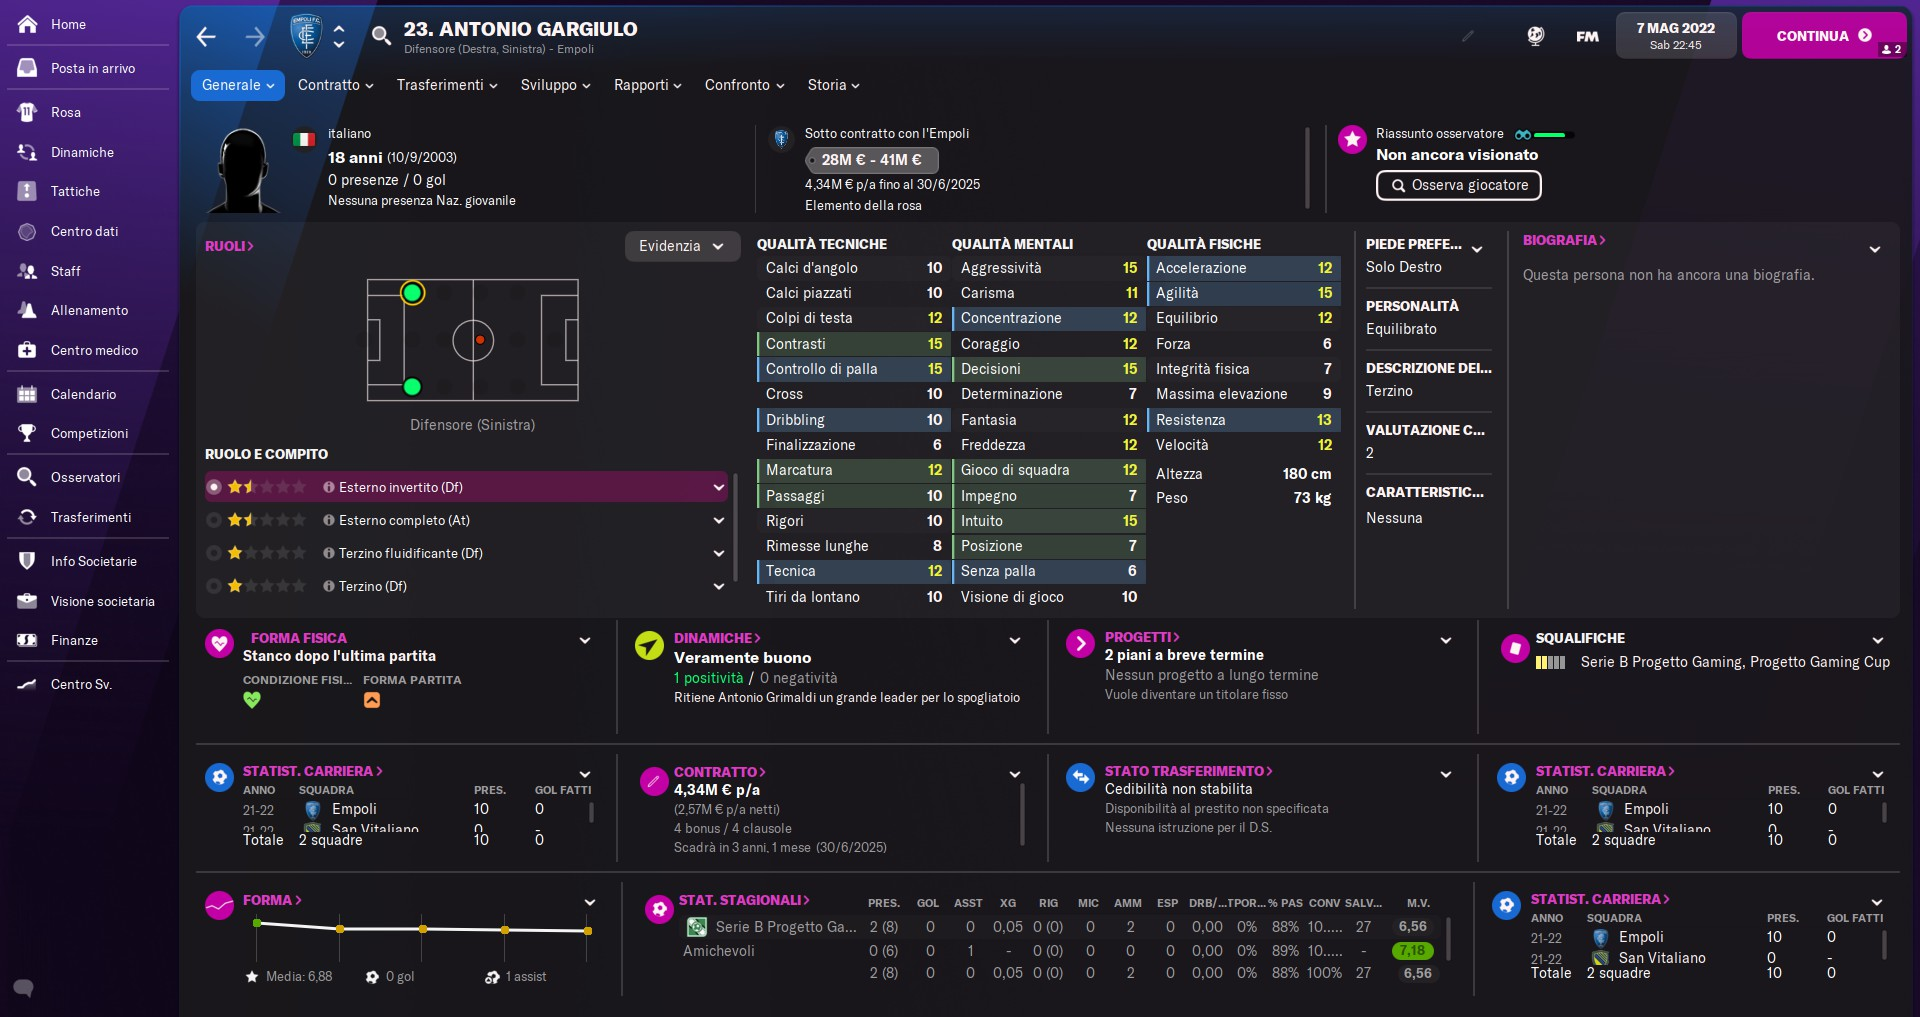 Home
Posta in arrivo
Rosa
Dinamiche
Tattiche
Centro dati
Staff
Allenamento
Centro medico
Calendario
Competizioni
Osservatori
Trasferimenti
Info Societarie
Visione societaria
Finanze
Centro Sv.
23. ANTONIO GARGIULO
Difensore (Destra, Sinistra) - Empoli
FM
7 MAG 2022
Sab 22:45
CONTINUA
2
Generale
Contratto
Trasferimenti
Sviluppo
Rapporti
Confronto
Storia
italiano
18 anni (10/9/2003)
0 presenze / 0 gol
Nessuna presenza Naz. giovanile
Sotto contratto con l'Empoli
28M € - 41M €
4,34M € p/a fino al 30/6/2025
Elemento della rosa
Riassunto osservatore
Non ancora visionato
Osserva giocatore
RUOLI
Evidenzia
Difensore (Sinistra)
RUOLO E COMPITO
Esterno invertito (Df)
Esterno completo (At)
Terzino fluidificante (Df)
Terzino (Df)
QUALITÀ TECNICHE
Calci d'angolo 10
Calci piazzati 10
Colpi di testa 12
Contrasti 15
Controllo di palla 15
Cross 10
Dribbling 10
Finalizzazione 6
Marcatura 12
Passaggi 10
Rigori 10
Rimesse lunghe 8
Tecnica 12
Tiri da lontano 10
QUALITÀ MENTALI
Aggressività 15
Carisma 11
Concentrazione 12
Coraggio 12
Decisioni 15
Determinazione 7
Fantasia 12
Freddezza 12
Gioco di squadra 12
Impegno 7
Intuito 15
Posizione 7
Senza palla 6
Visione di gioco 10
QUALITÀ FISICHE
Accelerazione 12
Agilità 15
Equilibrio 12
Forza 6
Integrità fisica 7
Massima elevazione 9
Resistenza 13
Velocità 12
Altezza 180 cm
Peso 73 kg
PIEDE PREFE...
Solo Destro
PERSONALITÀ
Equilibrato
DESCRIZIONE DEI...
Terzino
VALUTAZIONE C...
2
CARATTERISTIC...
Nessuna
BIOGRAFIA
Questa persona non ha ancora una biografia.
FORMA FISICA
Stanco dopo l'ultima partita
CONDIZIONE FISI... FORMA PARTITA
DINAMICHE
Veramente buono
1 positività / 0 negatività
Ritiene Antonio Grimaldi un grande leader per lo spogliatoio
PROGETTI
2 piani a breve termine
Nessun progetto a lungo termine
Vuole diventare un titolare fisso
SQUALIFICHE
Serie B Progetto Gaming, Progetto Gaming Cup
STATIST. CARRIERA
ANNO SQUADRA PRES. GOL FATTI
21-22 Empoli 10 0
21-22 San Vitaliano 0 -
Totale 2 squadre 10 0
CONTRATTO
4,34M € p/a
(2,57M € p/a netti)
4 bonus / 4 clausole
Scadrà in 3 anni, 1 mese (30/6/2025)
STATO TRASFERIMENTO
Cedibilità non stabilita
Disponibilità al prestito non specificata
Nessuna istruzione per il D.S.
STATIST. CARRIERA
ANNO SQUADRA PRES. GOL FATTI
21-22 Empoli 10 0
21-22 San Vitaliano 0 -
Totale 2 squadre 10 0
FORMA
Media: 6,88 0 gol 1 assist
STAT. STAGIONALI PRES. GOL ASST XG RIG MIC AMM ESP DRB/... TPOR... % PAS CONV SALV... M.V.
Serie B Progetto Ga... 2 (8) 0 0 0,05 0 (0) 0 2 0 0,00 0% 88% 10..... 27 6,56
Amichevoli 0 (6) 0 1 - 0 (0) 0 0 0 0,00 0% 89% 10..... - 7,18
2 (8) 0 0 0,05 0 (0) 0 2 0 0,00 0% 88% 100% 27 6,56
STATIST. CARRIERA
ANNO SQUADRA PRES. GOL FATTI
21-22 Empoli 10 0
21-22 San Vitaliano 0 -
Totale 2 squadre 10 0